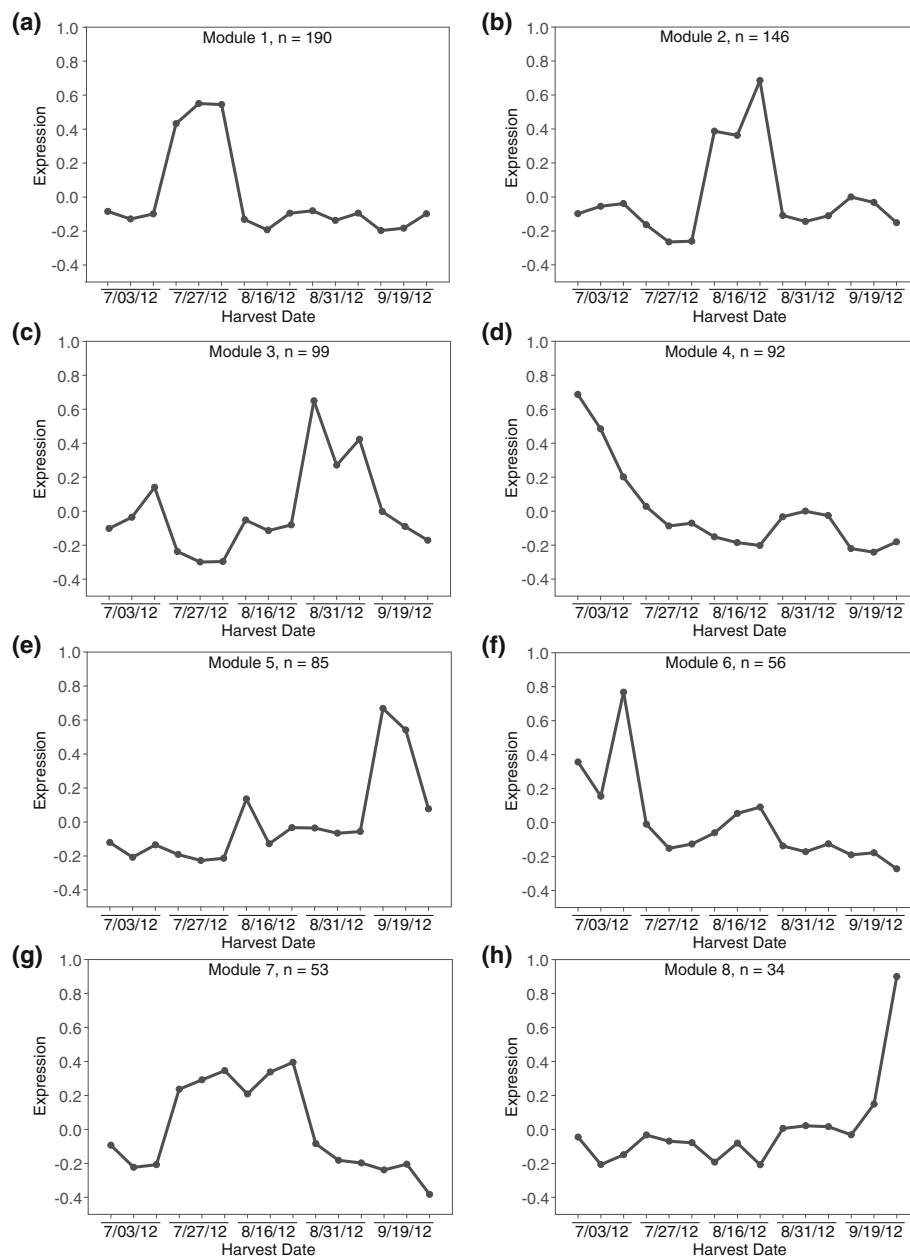 (a)
Module 1, n = 190
1.0
0.8
0.6
0.4
0.2
0.0
-0.2
-0.4
Expression
7/03/12 7/27/12 8/16/12 8/31/12 9/19/12
Harvest Date
(b)
Module 2, n = 146
1.0
0.8
0.6
0.4
0.2
0.0
-0.2
-0.4
Expression
7/03/12 7/27/12 8/16/12 8/31/12 9/19/12
Harvest Date
(c)
Module 3, n = 99
1.0
0.8
0.6
0.4
0.2
0.0
-0.2
-0.4
Expression
7/03/12 7/27/12 8/16/12 8/31/12 9/19/12
Harvest Date
(d)
Module 4, n = 92
1.0
0.8
0.6
0.4
0.2
0.0
-0.2
-0.4
Expression
7/03/12 7/27/12 8/16/12 8/31/12 9/19/12
Harvest Date
(e)
Module 5, n = 85
1.0
0.8
0.6
0.4
0.2
0.0
-0.2
-0.4
Expression
7/03/12 7/27/12 8/16/12 8/31/12 9/19/12
Harvest Date
(f)
Module 6, n = 56
1.0
0.8
0.6
0.4
0.2
0.0
-0.2
-0.4
Expression
7/03/12 7/27/12 8/16/12 8/31/12 9/19/12
Harvest Date
(g)
Module 7, n = 53
1.0
0.8
0.6
0.4
0.2
0.0
-0.2
-0.4
Expression
7/03/12 7/27/12 8/16/12 8/31/12 9/19/12
Harvest Date
(h)
Module 8, n = 34
1.0
0.8
0.6
0.4
0.2
0.0
-0.2
-0.4
Expression
7/03/12 7/27/12 8/16/12 8/31/12 9/19/12
Harvest Date